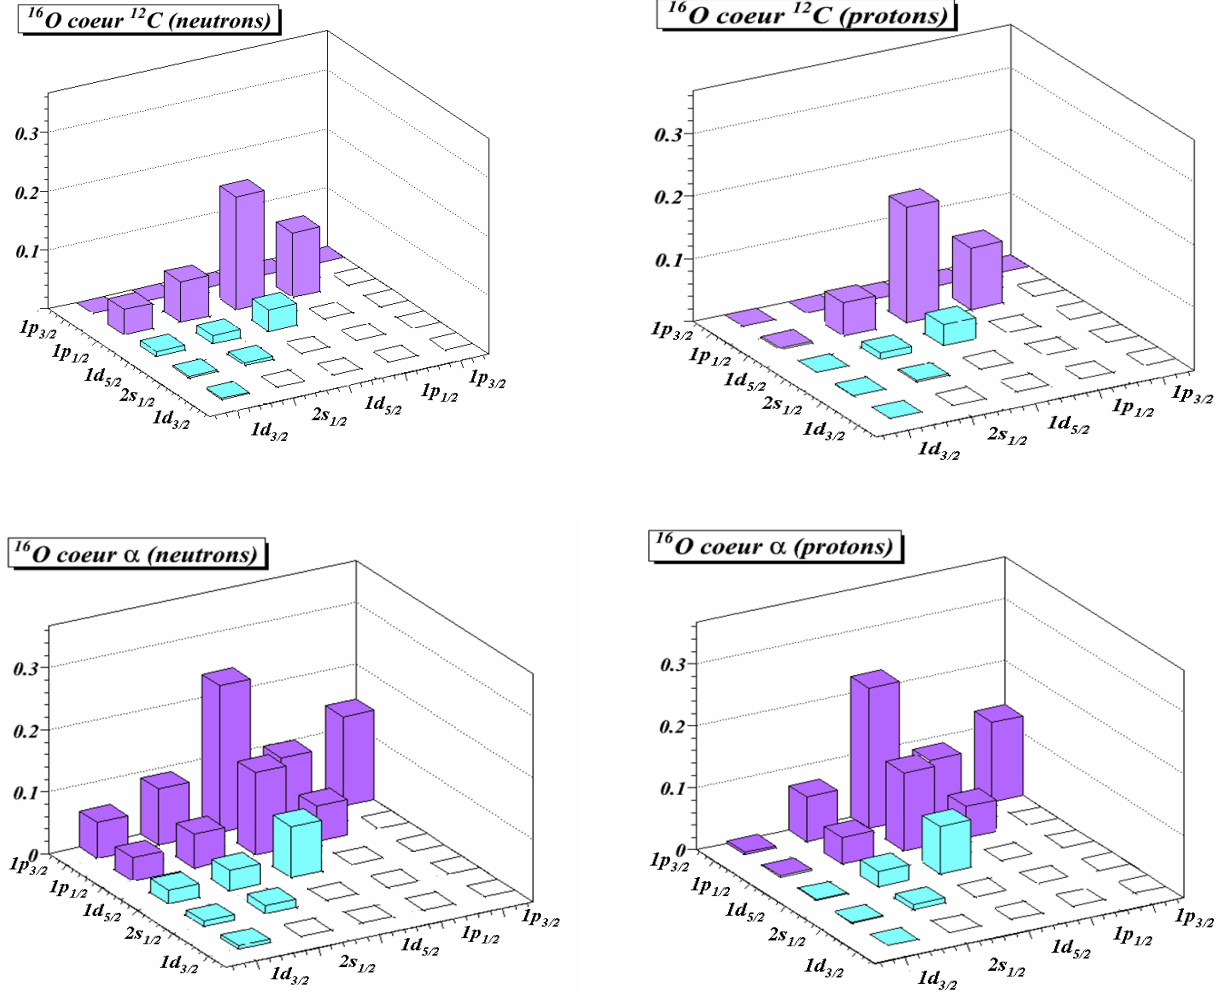 ¹⁶O coeur ¹²C (neutrons)
0.3
0.2
0.1
1p3/2
1p1/2
1d5/2
2s1/2
1d3/2
1d3/2
2s1/2
1d5/2
1p1/2
1p3/2
¹⁶O coeur ¹²C (protons)
0.3
0.2
0.1
1p3/2
1p1/2
1d5/2
2s1/2
1d3/2
1d3/2
2s1/2
1d5/2
1p1/2
1p3/2
¹⁶O coeur α (neutrons)
0.3
0.2
0.1
0
1p3/2
1p1/2
1d5/2
2s1/2
1d3/2
1d3/2
2s1/2
1d5/2
1p1/2
1p3/2
¹⁶O coeur α (protons)
0.3
0.2
0.1
0
1p3/2
1p1/2
1d5/2
2s1/2
1d3/2
1d3/2
2s1/2
1d5/2
1p1/2
1p3/2